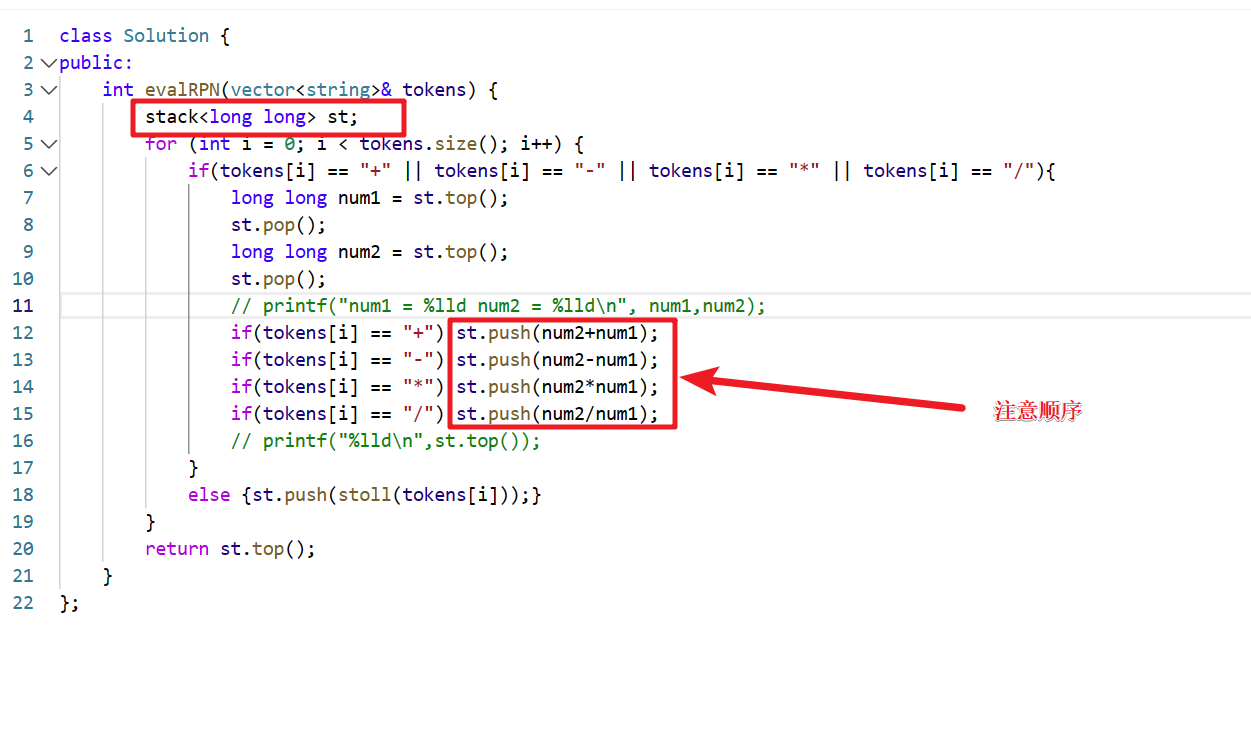 1 class Solution {
2 public:
3 int evalRPN(vector<string>& tokens) {
4 stack<long long> st;
5 for (int i = 0; i < tokens.size(); i++) {
6 if(tokens[i] == "+" || tokens[i] == "-" || tokens[i] == "*" || tokens[i] == "/"){
7 long long num1 = st.top();
8 st.pop();
9 long long num2 = st.top();
10 st.pop();
11 // printf("num1 = %lld num2 = %lld\n", num1,num2);
12 if(tokens[i] == "+") st.push(num2+num1);
13 if(tokens[i] == "-") st.push(num2-num1);
14 if(tokens[i] == "*") st.push(num2*num1);
15 if(tokens[i] == "/") st.push(num2/num1);
注意顺序
16 // printf("%lld\n",st.top());
17 }
18 else {st.push(stoll(tokens[i]));}
19 }
20 return st.top();
21 }
22 };